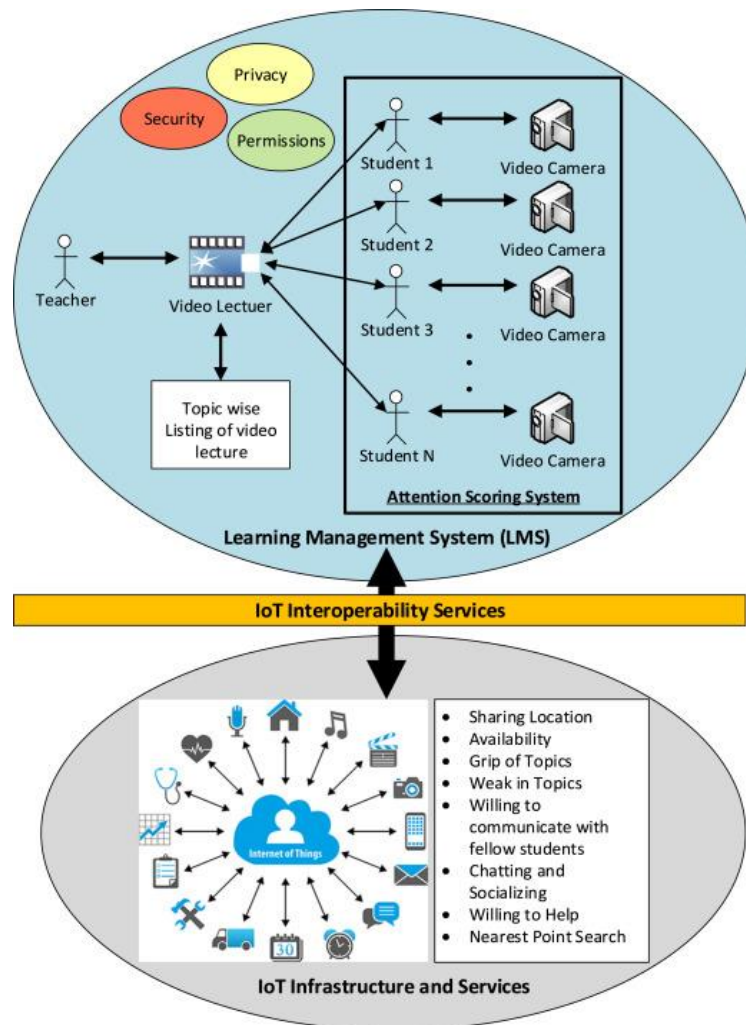 Privacy
Security
Permissions
Student 1
Video Camera
Student 2
Video Camera
Teacher
Video Lectuer
Student 3
Video Camera
Topic wise
Listing of video
lecture
Student N
Video Camera
Attention Scoring System
Learning Management System (LMS)
IoT Interoperability Services
Internet of Things
30
• Sharing Location
• Availability
• Grip of Topics
• Weak in Topics
• Willing to
communicate with
fellow students
• Chatting and
Socializing
• Willing to Help
• Nearest Point Search
IoT Infrastructure and Services